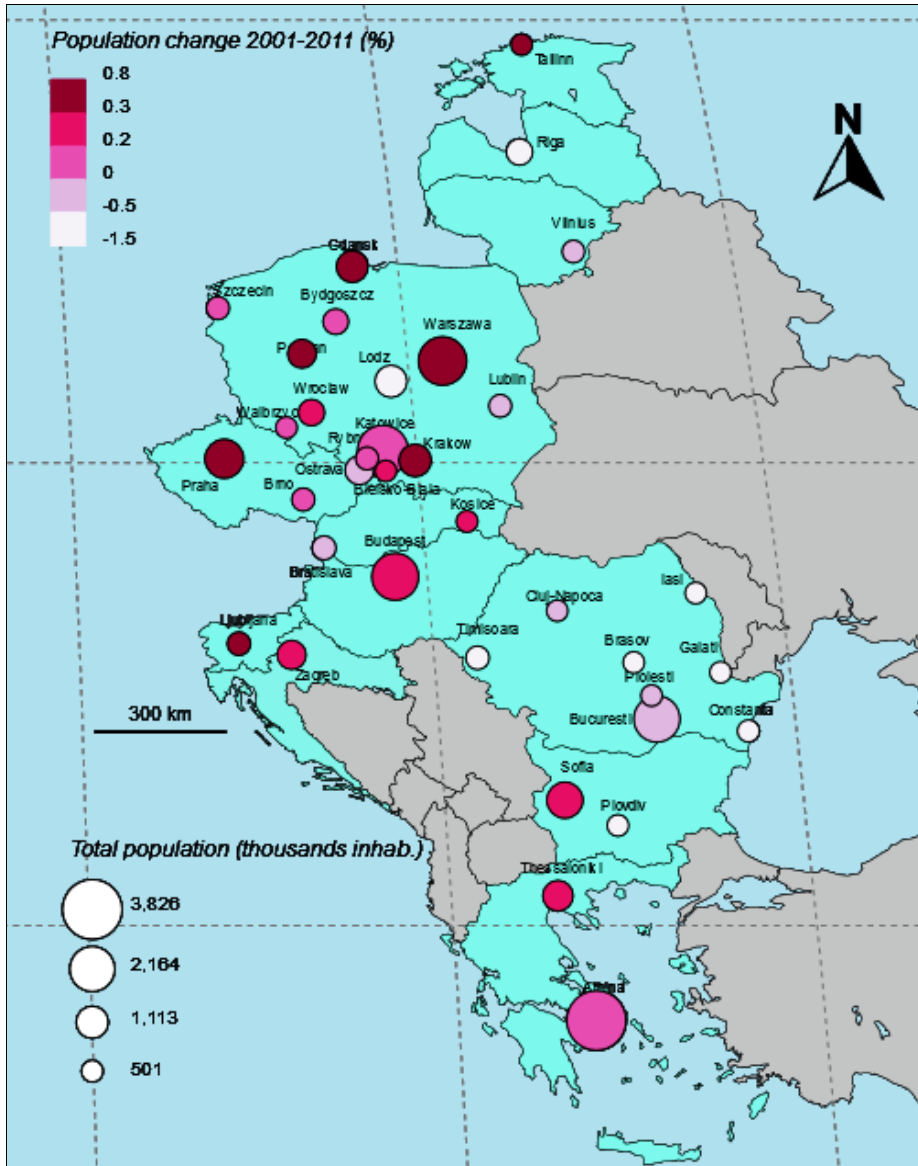 Population change 2001-2011 (%)
0.8
0.3
0.2
0
-0.5
-1.5
N
Tallinn
Riga
Vilnius
Gdansk
Szczecin
Bydgoszcz
Warszawa
Lodz
Lublin
Wroclaw
Katowice
Krakow
Ostrava
Bielsko-Biala
Praha
Brno
Kosice
Budapest
Bratislava
Iasi
Cluj-Napoca
Timisoara
Brasov
Galati
Ploiesti
Zagreb
Bucuresti
Constanta
300 km
Sofia
Plovdiv
Total population (thousands inhab.)
Thessaloniki
3,826
2,164
1,113
501